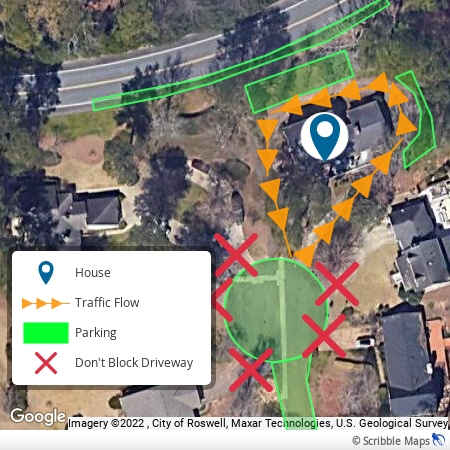 House
Traffic Flow
Parking
Don't Block Driveway
Google
Imagery ©2022 , City of Roswell, Maxar Technologies, U.S. Geological Survey,
© Scribble Maps